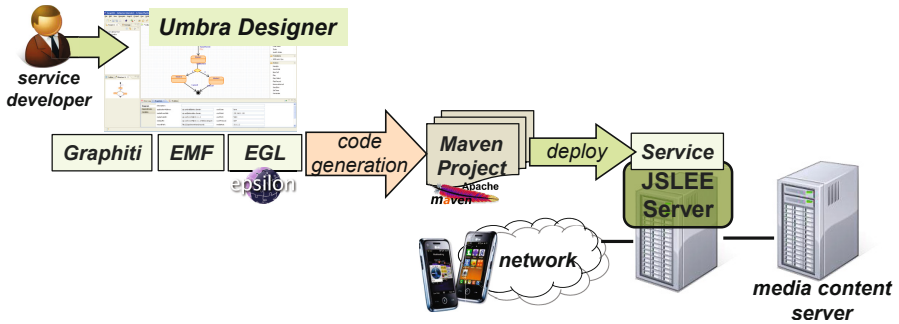 Umbra Designer
service
developer
Graphiti
EMF
EGL
epsilon
code
generation
Maven
Project
Apache
maven
deploy
Service
JSLEE
Server
network
media content
server